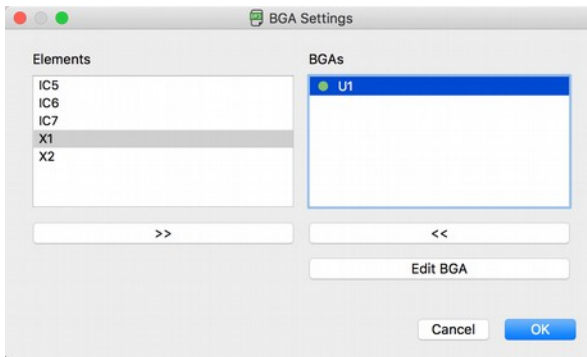 BGA Settings
Elements
BGAs
IC5
IC6
IC7
X1
X2
U1
>>
<<
Edit BGA
Cancel
OK